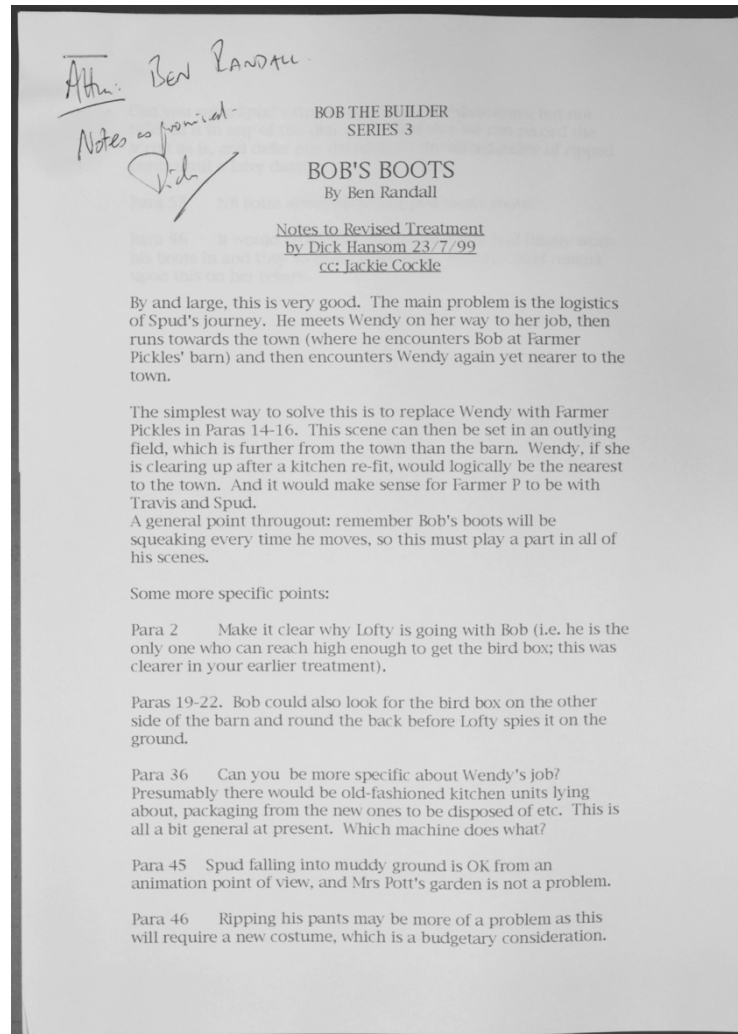 Attn: BEN RANDALL
Notes as promised -
Dick
BOB THE BUILDER
SERIES 3
BOB'S BOOTS
By Ben Randall
Notes to Revised Treatment
by Dick Hansom 23/7/99
cc: Jackie Cockle
By and large, this is very good. The main problem is the logistics
of Spud's journey. He meets Wendy on her way to her job, then
runs towards the town (where he encounters Bob at Farmer
Pickles' barn) and then encounters Wendy again yet nearer to the
town.
The simplest way to solve this is to replace Wendy with Farmer
Pickles in Paras 14-16. This scene can then be set in an outlying
field, which is further from the town than the barn. Wendy, if she
is clearing up after a kitchen re-fit, would logically be the nearest
to the town. And it would make sense for Farmer P to be with
Travis and Spud.
A general point througout: remember Bob's boots will be
squeaking every time he moves, so this must play a part in all of
his scenes.
Some more specific points:
Para 2 Make it clear why Lofty is going with Bob (i.e. he is the
only one who can reach high enough to get the bird box; this was
clearer in your earlier treatment).
Paras 19-22. Bob could also look for the bird box on the other
side of the barn and round the back before Lofty spies it on the
ground.
Para 36 Can you be more specific about Wendy's job?
Presumably there would be old-fashioned kitchen units lying
about, packaging from the new ones to be disposed of etc. This is
all a bit general at present. Which machine does what?
Para 45 Spud falling into muddy ground is OK from an
animation point of view, and Mrs Pott's garden is not a problem.
Para 46 Ripping his pants may be more of a problem as this
will require a new costume, which is a budgetary consideration.